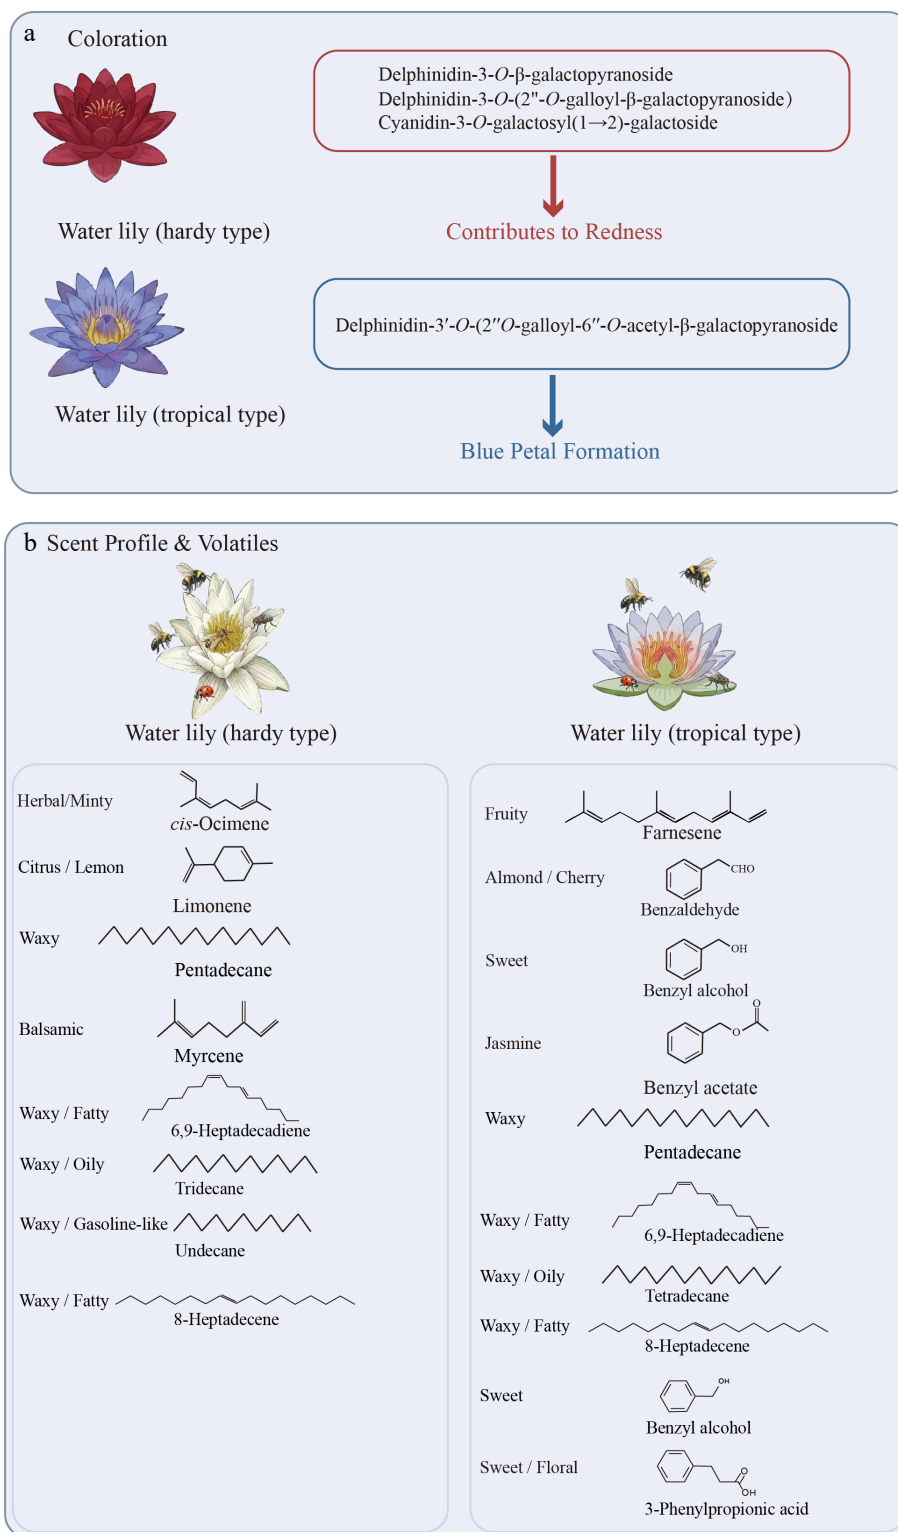 a
Coloration
Delphinidin-3-O-β-galactopyranoside
Delphinidin-3-O-(2"-O-galloyl-β-galactopyranoside)
Cyanidin-3-O-galactosyl(1→2)-galactoside
Water lily (hardy type)
Contributes to Redness
Delphinidin-3′-O-(2″O-galloyl-6″-O-acetyl-β-galactopyranoside
Water lily (tropical type)
Blue Petal Formation
b Scent Profile & Volatiles
Water lily (hardy type)
Herbal/Minty
cis-Ocimene
Citrus / Lemon
Limonene
Waxy
Pentadecane
Balsamic
Myrcene
Waxy / Fatty
6,9-Heptadecadiene
Waxy / Oily
Tridecane
Waxy / Gasoline-like
Undecane
Waxy / Fatty
8-Heptadecene
Water lily (tropical type)
Fruity
Farnesene
Almond / Cherry
CHO
Benzaldehyde
Sweet
OH
Benzyl alcohol
Jasmine
O
O
Benzyl acetate
Waxy
Pentadecane
Waxy / Fatty
6,9-Heptadecadiene
Waxy / Oily
Tetradecane
Waxy / Fatty
8-Heptadecene
Sweet
OH
Benzyl alcohol
Sweet / Floral
O
OH
3-Phenylpropionic acid